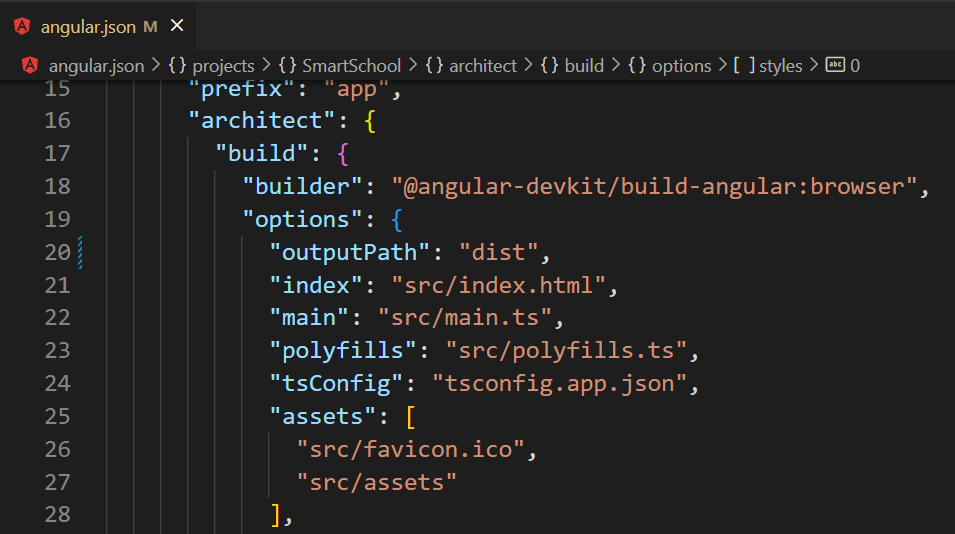 angular.json M ×
angular.json > {} projects > {} SmartSchool > {} architect > {} build > {} options > [ ] styles > abc 0
15 "prefix": "app",
16 "architect": {
17 "build": {
18 "builder": "@angular-devkit/build-angular:browser",
19 "options": {
20 "outputPath": "dist",
21 "index": "src/index.html",
22 "main": "src/main.ts",
23 "polyfills": "src/polyfills.ts",
24 "tsConfig": "tsconfig.app.json",
25 "assets": [
26 "src/favicon.ico",
27 "src/assets"
28 ],